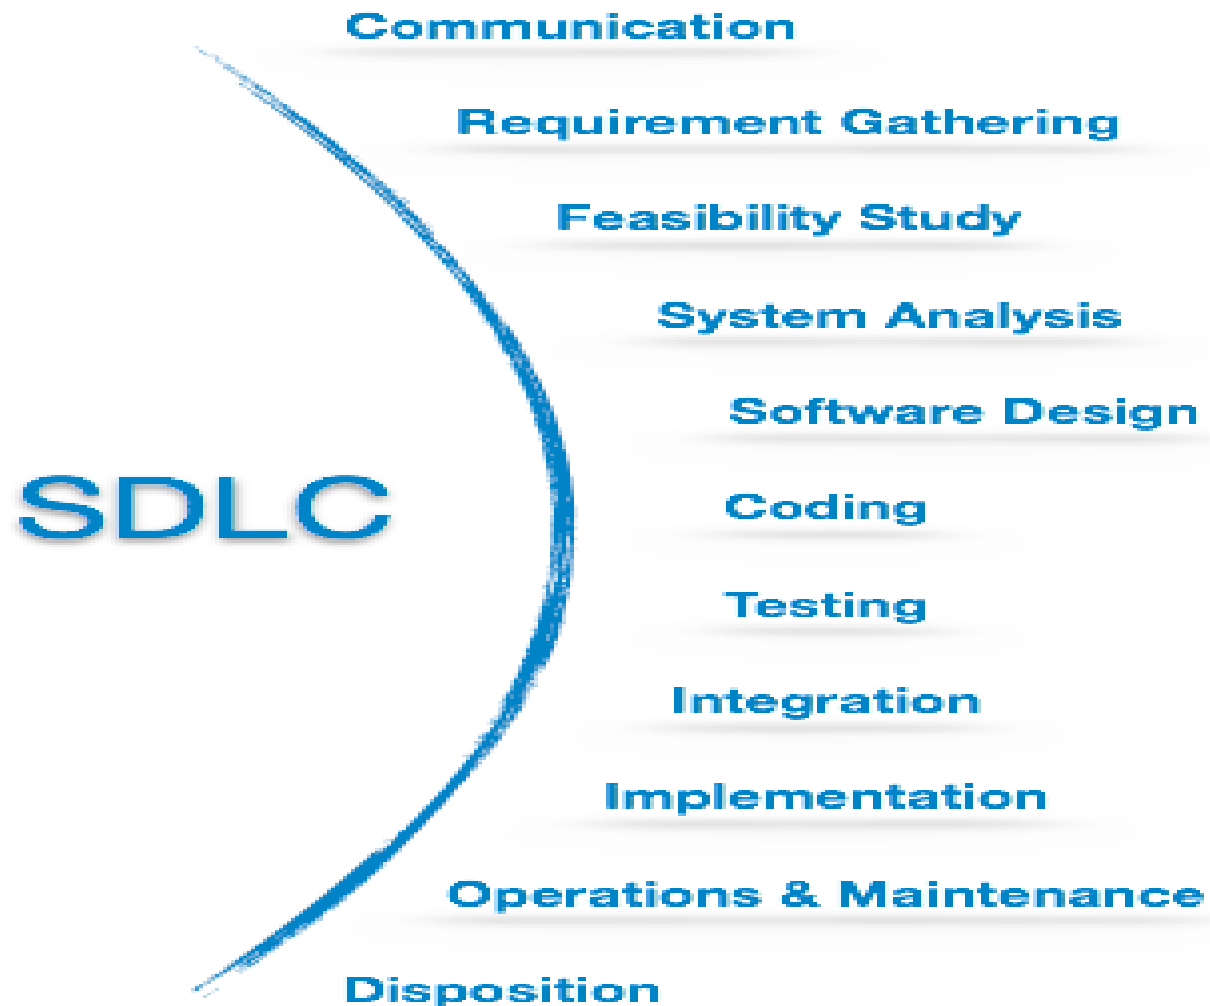 Communication
Requirement Gathering
Feasibility Study
System Analysis
Software Design
SDLC
Coding
Testing
Integration
Implementation
Operations & Maintenance
Disposition